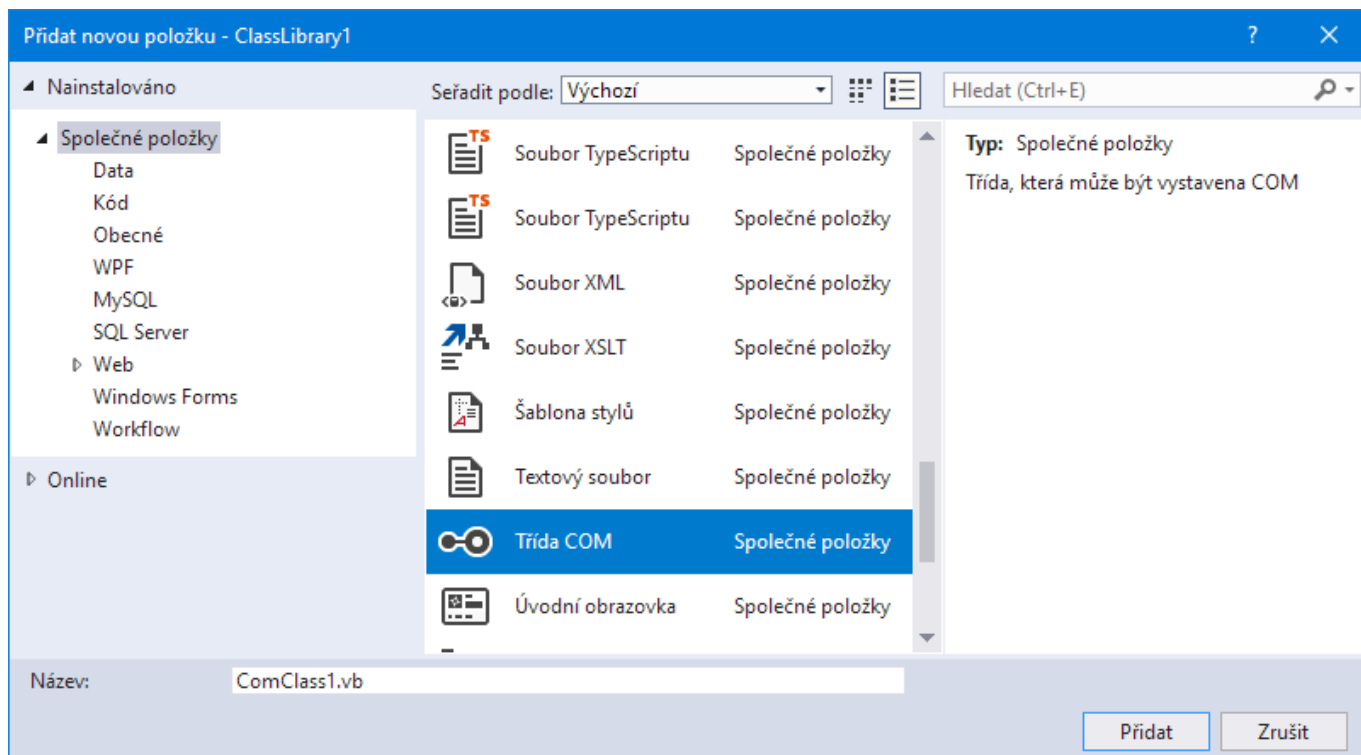 Přidat novou položku - ClassLibrary1
Nainstalováno
Seřadit podle: Výchozí
Hledat (Ctrl+E)
Společné položky
Data
Kód
Obecné
WPF
MySQL
SQL Server
Web
Windows Forms
Workflow
Online
TS Soubor TypeScriptu Společné položky
TS Soubor TypeScriptu Společné položky
Soubor XML Společné položky
Soubor XSLT Společné položky
Šablona stylů Společné položky
Textový soubor Společné položky
Třída COM Společné položky
Úvodní obrazovka Společné položky
Typ: Společné položky
Třída, která může být vystavena COM
Název: ComClass1.vb
Přidat Zrušit